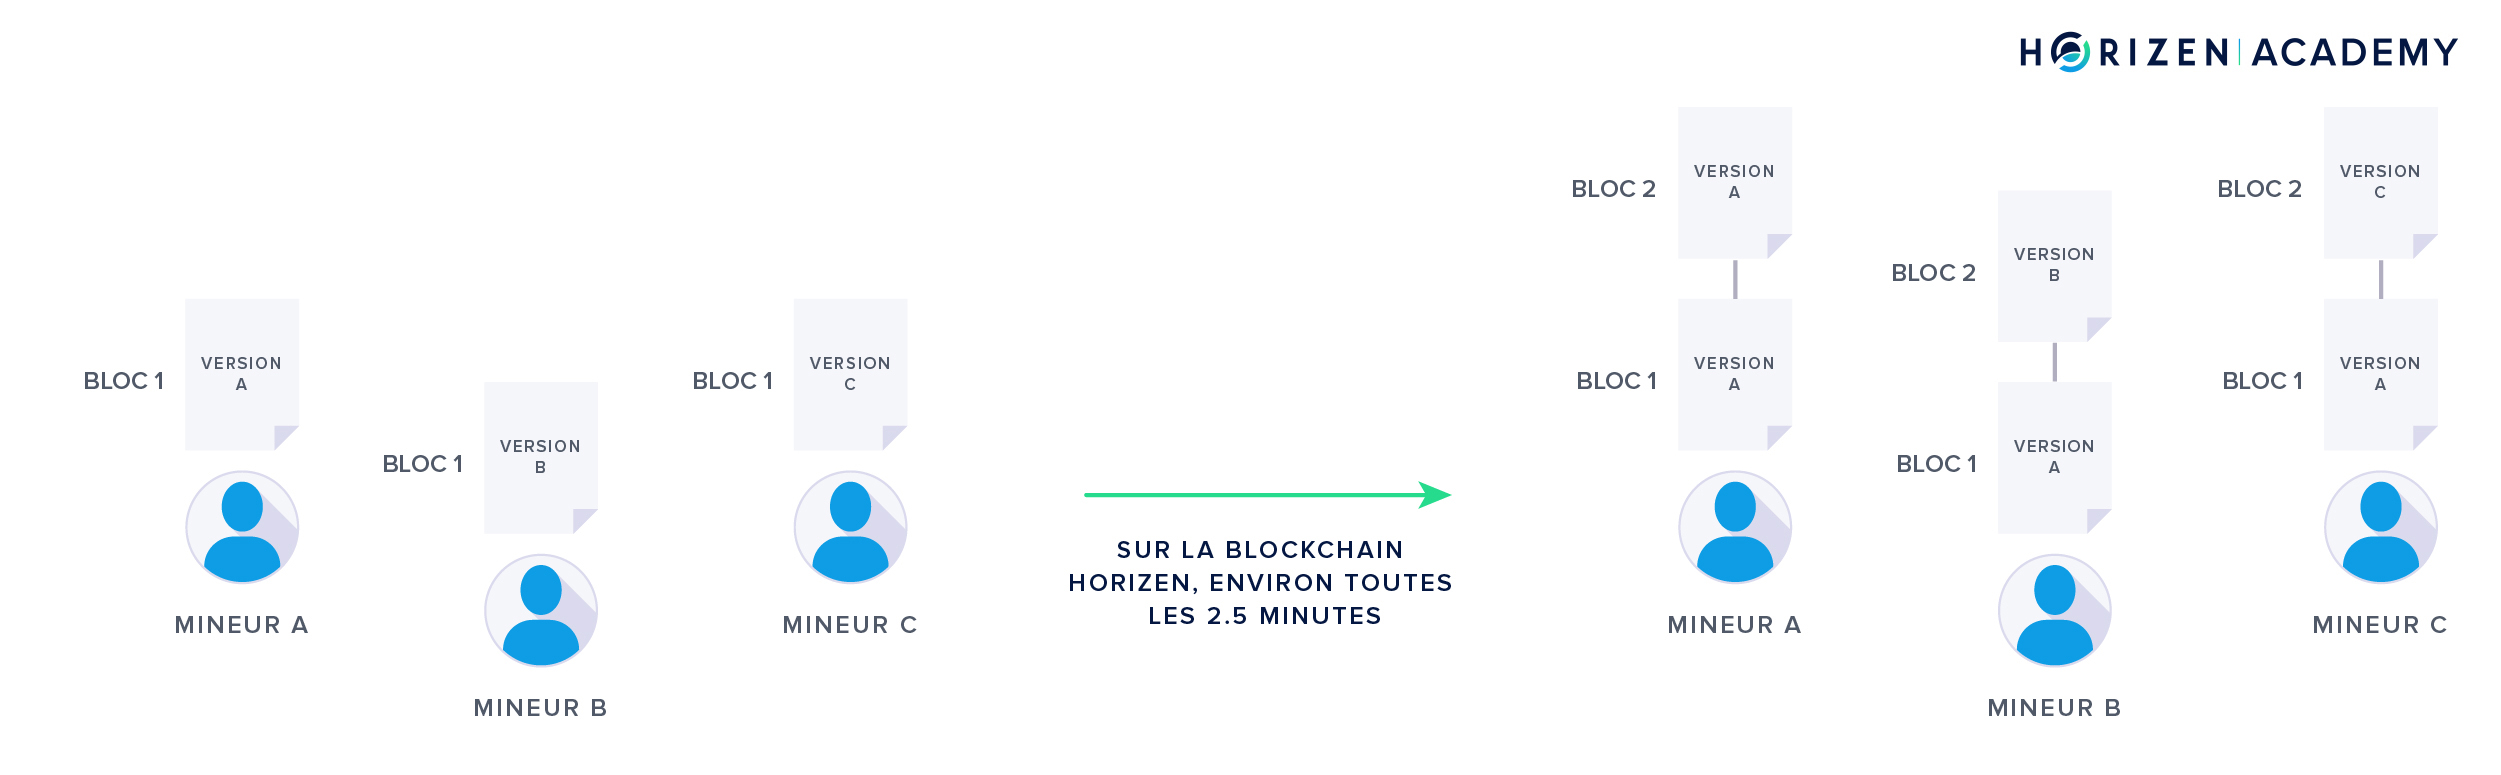 HORIZEN | ACADEMY
BLOC 1
VERSION
A
MINEUR A
BLOC 1
VERSION
B
MINEUR B
BLOC 1
VERSION
C
MINEUR C
SUR LA BLOCKCHAIN
HORIZEN, ENVIRON TOUTES
LES 2.5 MINUTES
BLOC 2
VERSION
A
BLOC 1
VERSION
A
MINEUR A
BLOC 2
VERSION
B
BLOC 1
VERSION
A
MINEUR B
BLOC 2
VERSION
C
BLOC 1
VERSION
A
MINEUR C